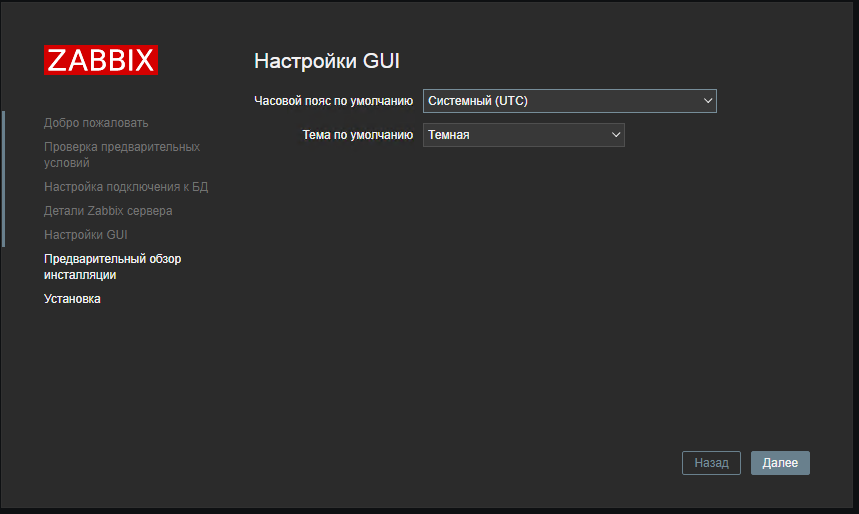 ZABBIX
Добро пожаловать
Проверка предварительных
условий
Настройка подключения к БД
Детали Zabbix сервера
Настройки GUI
Предварительный обзор
инсталляции
Установка
Настройки GUI
Часовой пояс по умолчанию Системный (UTC)
Тема по умолчанию Темная
Назад Далее